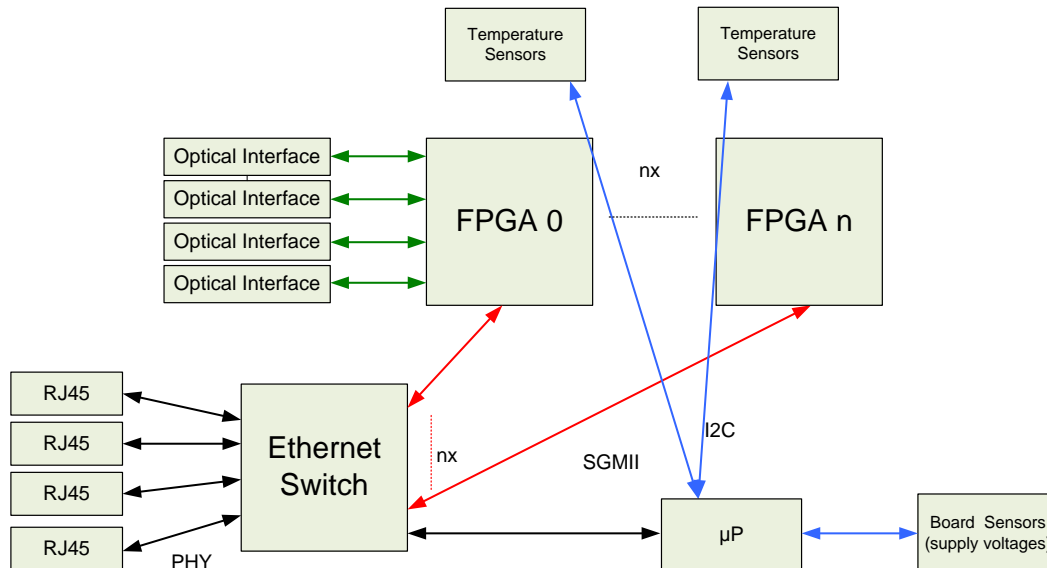 Temperature
Sensors
Temperature
Sensors
Optical Interface
Optical Interface
Optical Interface
Optical Interface
FPGA 0
nx
FPGA n
RJ45
RJ45
RJ45
RJ45
Ethernet
Switch
nx
SGMII
I2C
PHY
µP
Board Sensors
(supply voltages)